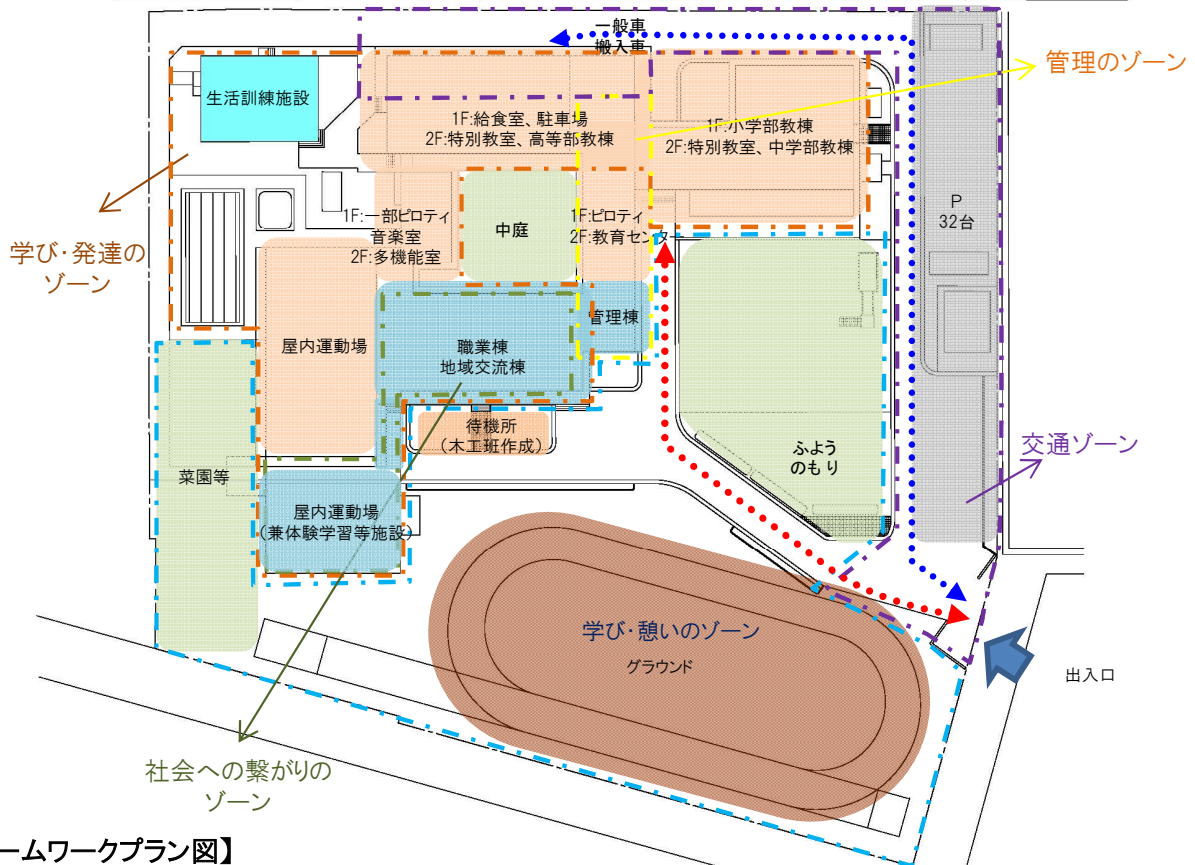 一般車
搬入車
管理のゾーン
生活訓練施設
1F:給食室、駐車場
2F:特別教室、高等部教棟
1F:小学部教棟
2F:特別教室、中学部教棟
P
32台
1F:一部ピロティ
音楽室
2F:多機能室
中庭
1F:ピロティ
2F:教育センター
学び・発達の
ゾーン
管理棟
屋内運動場
職業棟
地域交流棟
待機所
(木工班作成)
ふよう
のもり
交通ゾーン
菜園等
屋内運動場
(兼体験学習等施設)
学び・憩いのゾーン
グラウンド
出入口
社会への繋がりの
ゾーン
ームワークプラン図】